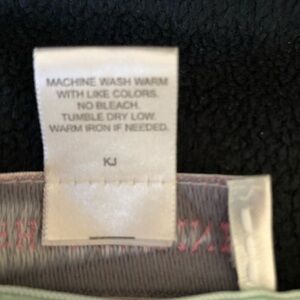 MACHINE WASH WARM
WITH LIKE COLORS.
NO BLEACH.
TUMBLE DRY LOW.
WARM IRON IF NEEDED.
KJ